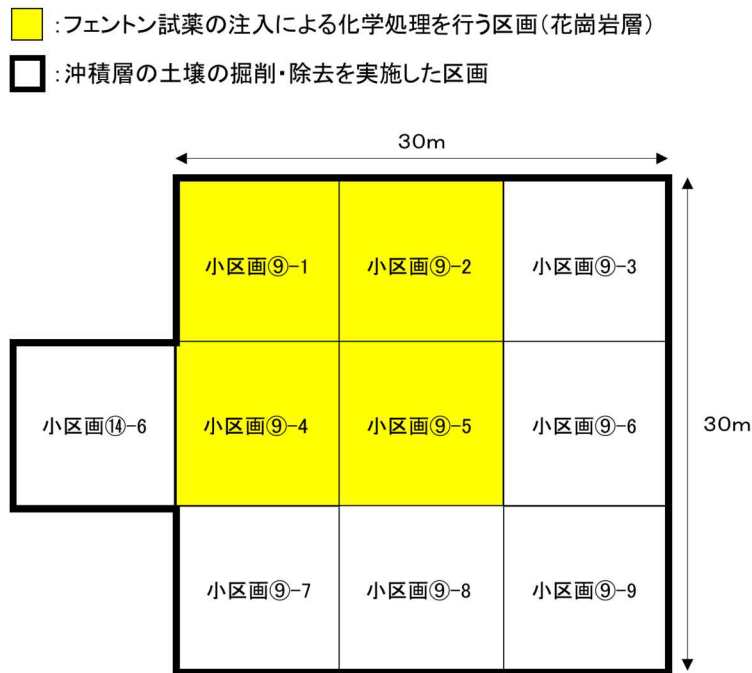 ：フェントン試薬の注入による化学処理を行う区画（花崗岩層）
：沖積層の土壌の掘削・除去を実施した区画
30m
小区画⑨-1
小区画⑨-2
小区画⑨-3
小区画⑭-6
小区画⑨-4
小区画⑨-5
小区画⑨-6
30m
小区画⑨-7
小区画⑨-8
小区画⑨-9